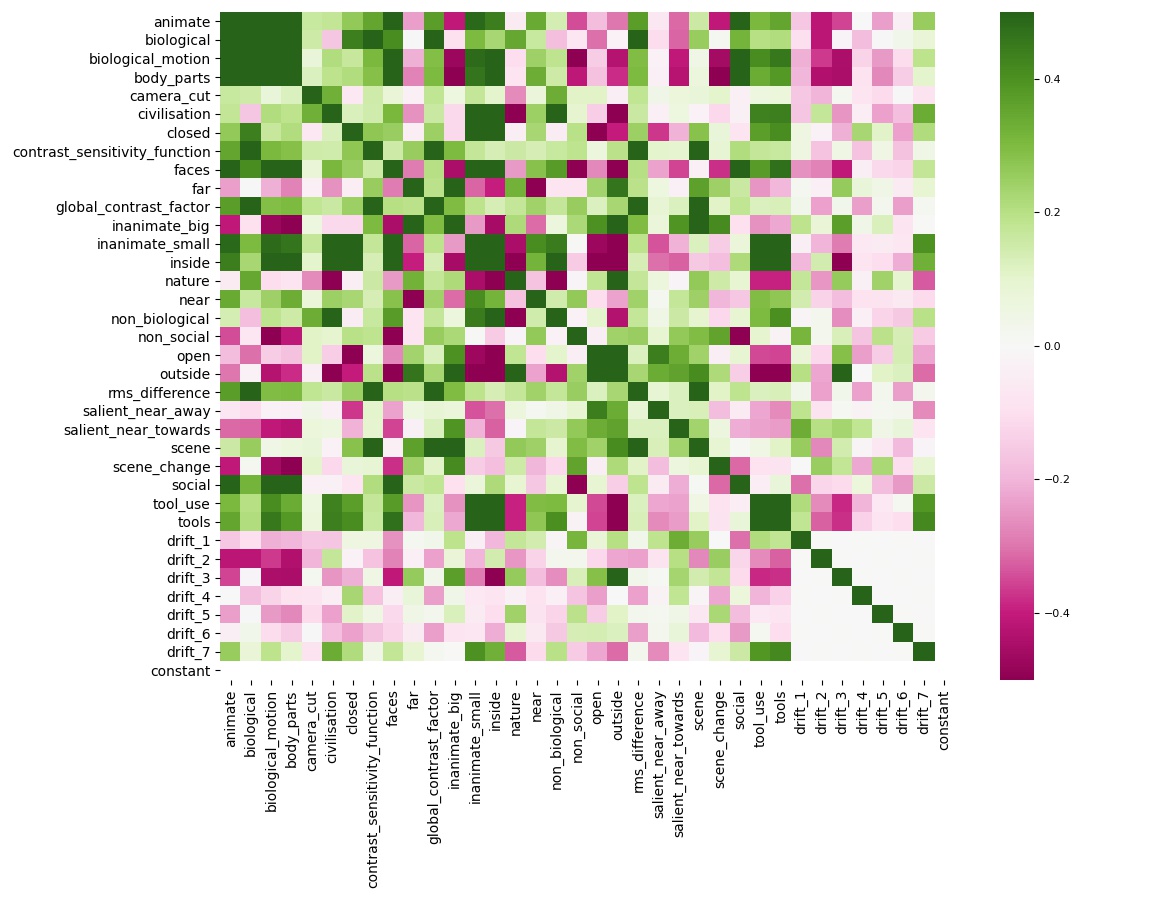 animate
biological
biological_motion
body_parts
camera_cut
civilisation
closed
contrast_sensitivity_function
faces
far
global_contrast_factor
inanimate_big
inanimate_small
inside
nature
near
non_biological
non_social
open
outside
rms_difference
salient_near_away
salient_near_towards
scene
scene_change
social
tool_use
tools
drift_1
drift_2
drift_3
drift_4
drift_5
drift_6
drift_7
constant
animate
biological
biological_motion
body_parts
camera_cut
civilisation
closed
contrast_sensitivity_function
faces
far
global_contrast_factor
inanimate_big
inanimate_small
inside
nature
near
non_biological
non_social
open
outside
rms_difference
salient_near_away
salient_near_towards
scene
scene_change
social
tool_use
tools
drift_1
drift_2
drift_3
drift_4
drift_5
drift_6
drift_7
constant
0.4
0.2
0.0
−0.2
−0.4